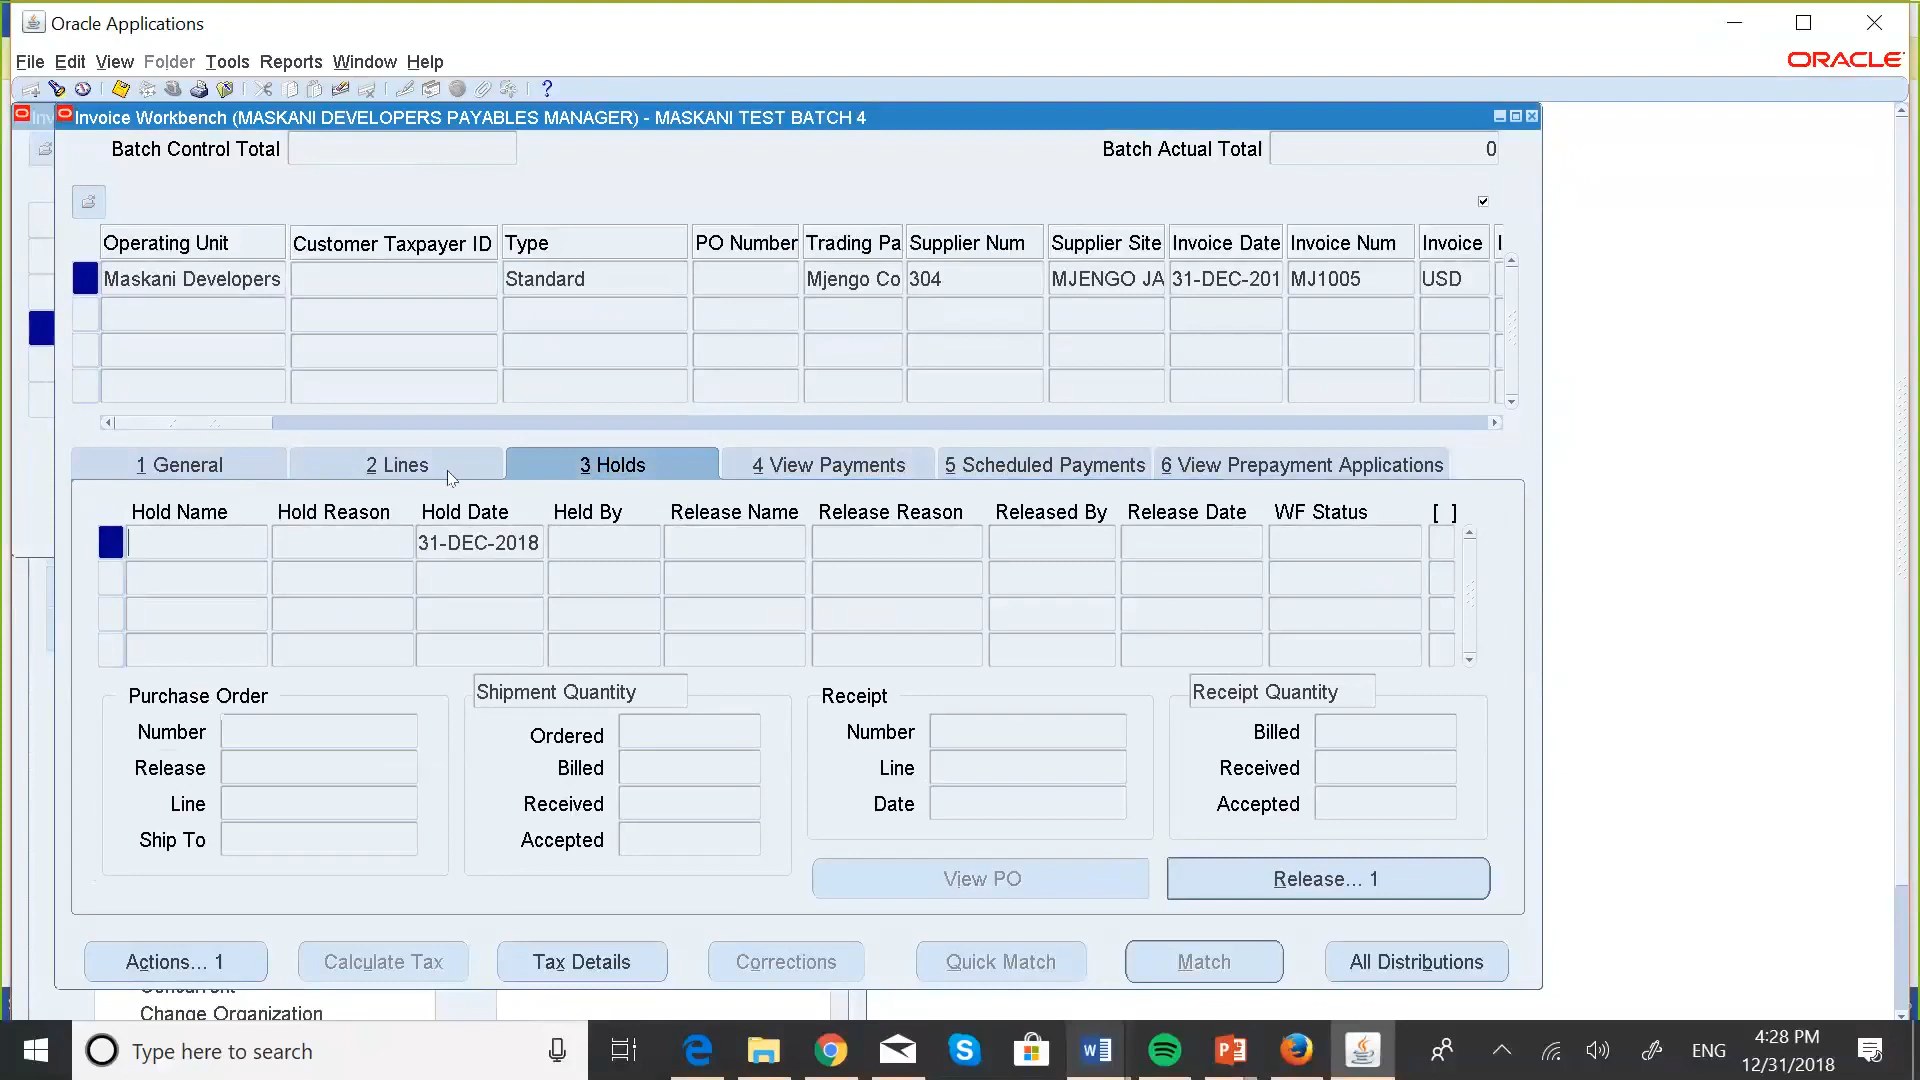 Oracle Applications
File Edit View Folder Tools Reports Window Help
ORACLE
Invoice Workbench (MASKANI DEVELOPERS PAYABLES MANAGER) - MASKANI TEST BATCH 4
Batch Control Total
Batch Actual Total 0
Operating Unit Customer Taxpayer ID Type PO Number Trading Pa Supplier Num Supplier Site Invoice Date Invoice Num Invoice I
Maskani Developers Standard Mjengo Co 304 MJENGO JA 31-DEC-201 MJ1005 USD
1 General 2 Lines 3 Holds 4 View Payments 5 Scheduled Payments 6 View Prepayment Applications
Hold Name Hold Reason Hold Date Held By Release Name Release Reason Released By Release Date WF Status [ ]
31-DEC-2018
Purchase Order Shipment Quantity Receipt Receipt Quantity
Number Ordered Number Billed
Release Billed Line Received
Line Received Date Accepted
Ship To Accepted
View PO Release... 1
Actions... 1 Calculate Tax Tax Details Corrections Quick Match Match All Distributions
Concurrent
Change Organization
Type here to search
ENG
4:28 PM
12/31/2018